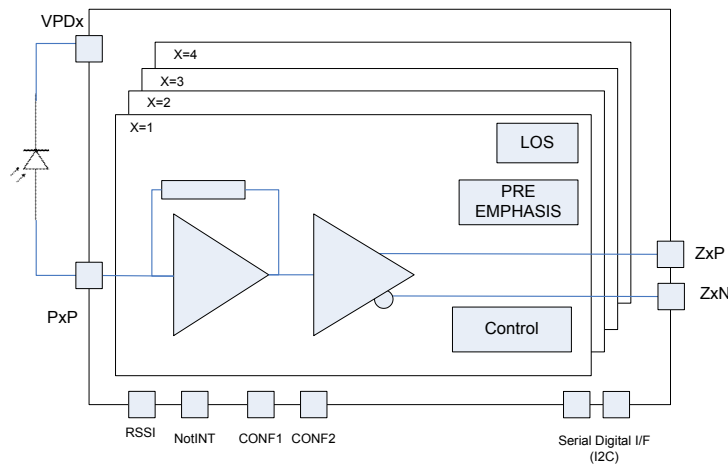 VPDx
X=4
X=3
X=2
X=1
LOS
PRE
EMPHASIS
ZxP
ZxN
PxP
Control
RSSI
NotINT
CONF1
CONF2
Serial Digital I/F
(I2C)